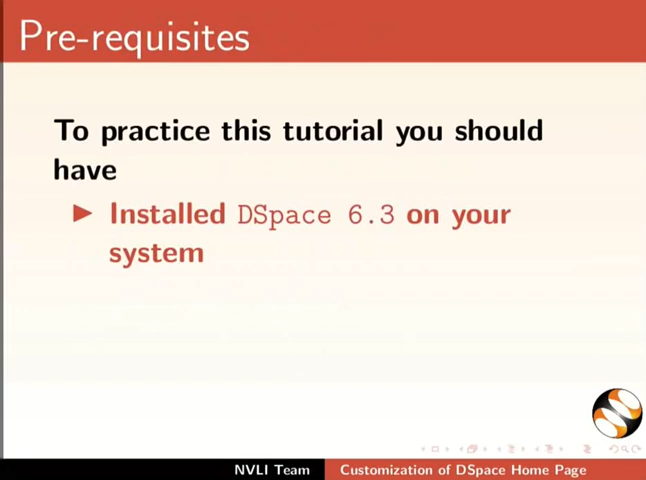 Pre-requisites
To practice this tutorial you should
have
Installed DSpace 6.3 on your
system
NVLI Team Customization of DSpace Home Page